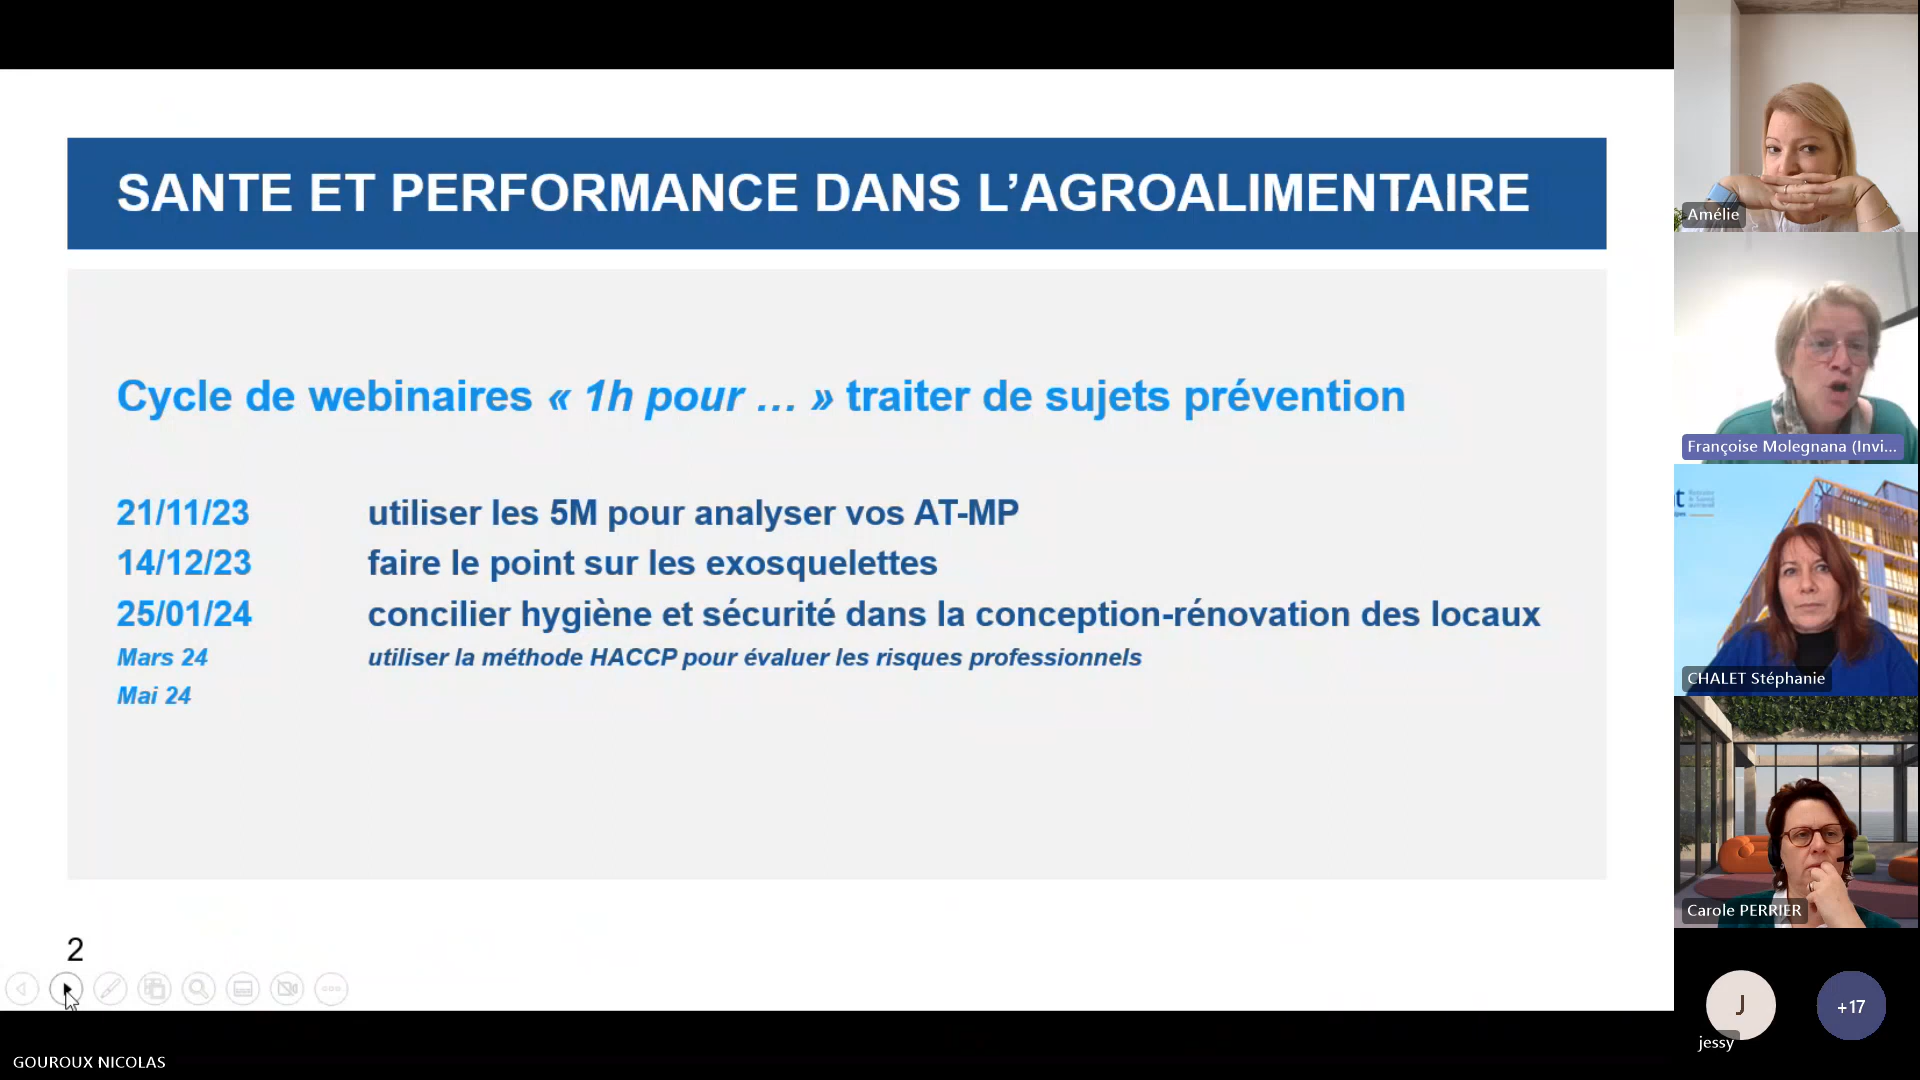 SANTE ET PERFORMANCE DANS L’AGROALIMENTAIRE
Cycle de webinaires « 1h pour … » traiter de sujets prévention
21/11/23 utiliser les 5M pour analyser vos AT-MP
14/12/23 faire le point sur les exosquelettes
25/01/24 concilier hygiène et sécurité dans la conception-rénovation des locaux
Mars 24 utiliser la méthode HACCP pour évaluer les risques professionnels
Mai 24
2
GOUROUX NICOLAS
Amélie
Françoise Molegnana (Invi...
CHALET Stéphanie
Carole PERRIER
J
jessy
+17